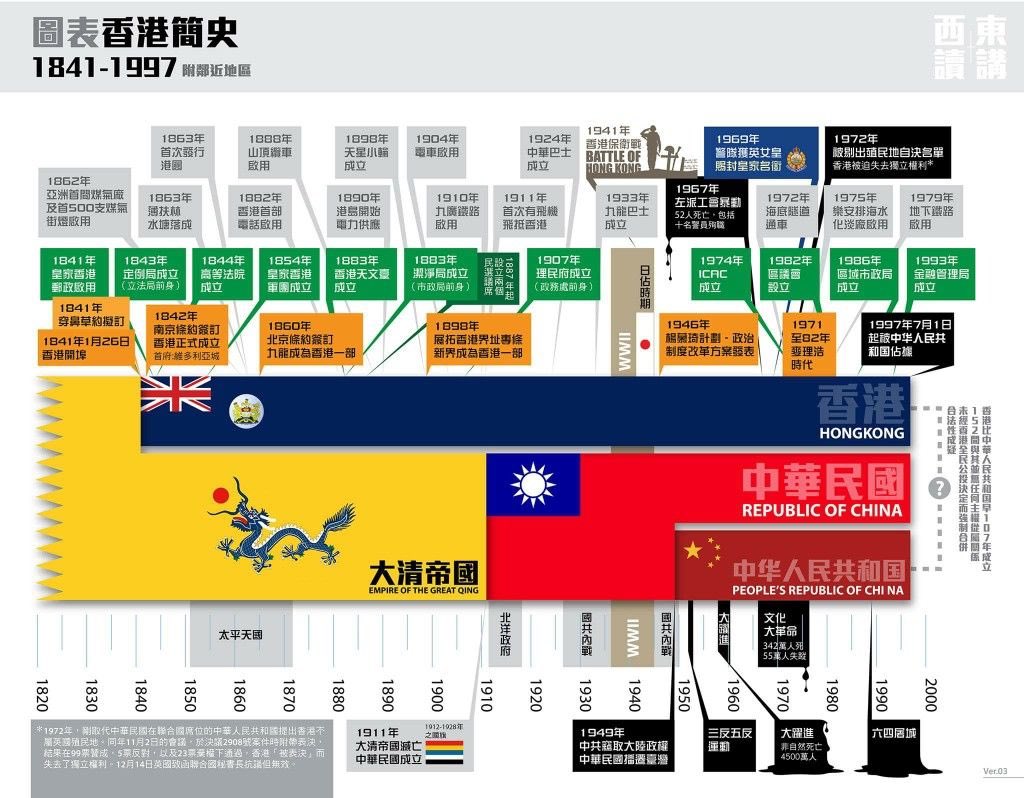 圖表香港簡史
1841-1997 附鄰近地區
西 東
讀 講
1863年
首次發行
港圜
1888年
山頂纜車
啟用
1898年
天星小輪
成立
1904年
電車啟用
1924年
中華巴士
成立
1941年
香港保衛戰
BATTLE OF
HONG KONG
1969年
警隊獲英女皇
賜封皇家名銜
1972年
被剔出殖民地自決名單
香港被迫失去獨立權利*
1862年
亞洲首間煤氣廠
及首500支煤氣
街燈啟用
1863年
薄扶林
水塘落成
1882年
香港首部
電話啟用
1890年
港島開始
電力供應
1910年
九廣鐵路
啟用
1911年
首次有飛機
飛抵香港
1933年
九龍巴士
成立
1967年
左派工會暴動
52人死亡，包括
十名警員殉職
1972年
海底隧道
通車
1975年
樂安排海水
化淡廠啟用
1979年
地下鐵路
啟用
1841年
皇家香港
郵政啟用
1843年
定例局成立
（立法局前身）
1844年
高等法院
成立
1854年
皇家香港
軍團成立
1883年
香港天文臺
成立
1883年
潔淨局成立
（市政局前身）
1887年起
設立兩個
民選議席
1907年
理民府成立
（政務處前身）
日佔時期
WWII
1974年
ICAC
成立
1982年
區議會
設立
1986年
區域市政局
成立
1993年
金融管理局
成立
1841年
穿鼻草約擬訂
1841年1月26日
香港開埠
1842年
南京條約簽訂
香港正式成立
首府:維多利亞城
1860年
北京條約簽訂
九龍成為香港一部
1898年
展拓香港界址專條
新界成為香港一部
1946年
楊慕琦計劃－政治
制度改革方案發表
1971
至82年
麥理浩
時代
1997年7月1日
起被中華人民共
和國佔據
香港
HONGKONG
中華民國
REPUBLIC OF CHINA
中华人民共和国
PEOPLE'S REPUBLIC OF CHI NA
大清帝國
EMPIRE OF THE GREAT QING
香港比中華人民共和國早107年成立
152間與其並無任何主權從屬關係
未經香港全民公投決定而強制合併
合法性成疑
?
太平天國
北洋政府
國共內戰
WWII
國共內戰
大躍進
文化
大革命
342萬人死
55萬人失蹤
1820
1830
1840
1850
1860
1870
1880
1890
1900
1910
1920
1930
1940
1950
1960
1970
1980
1990
2000
*1972年，剛取代中華民國在聯合國席位的中華人民共和國提出香港不
屬英國殖民地。同年11月2日的會議，於決議2908號案件時附帶表決，
結果在99票贊成、5票反對，以及23票棄權下通過，香港「被表決」而
失去了獨立權利。12月14日英國致函聯合國秘書長抗議但無效。
1911年
大清帝國滅亡
中華民國成立
1912-1928年
之國旗
1949年
中共竊取大陸政權
中華民國播遷臺灣
三反五反
運動
大躍進
非自然死亡
4500萬人
六四屠城
Ver.03